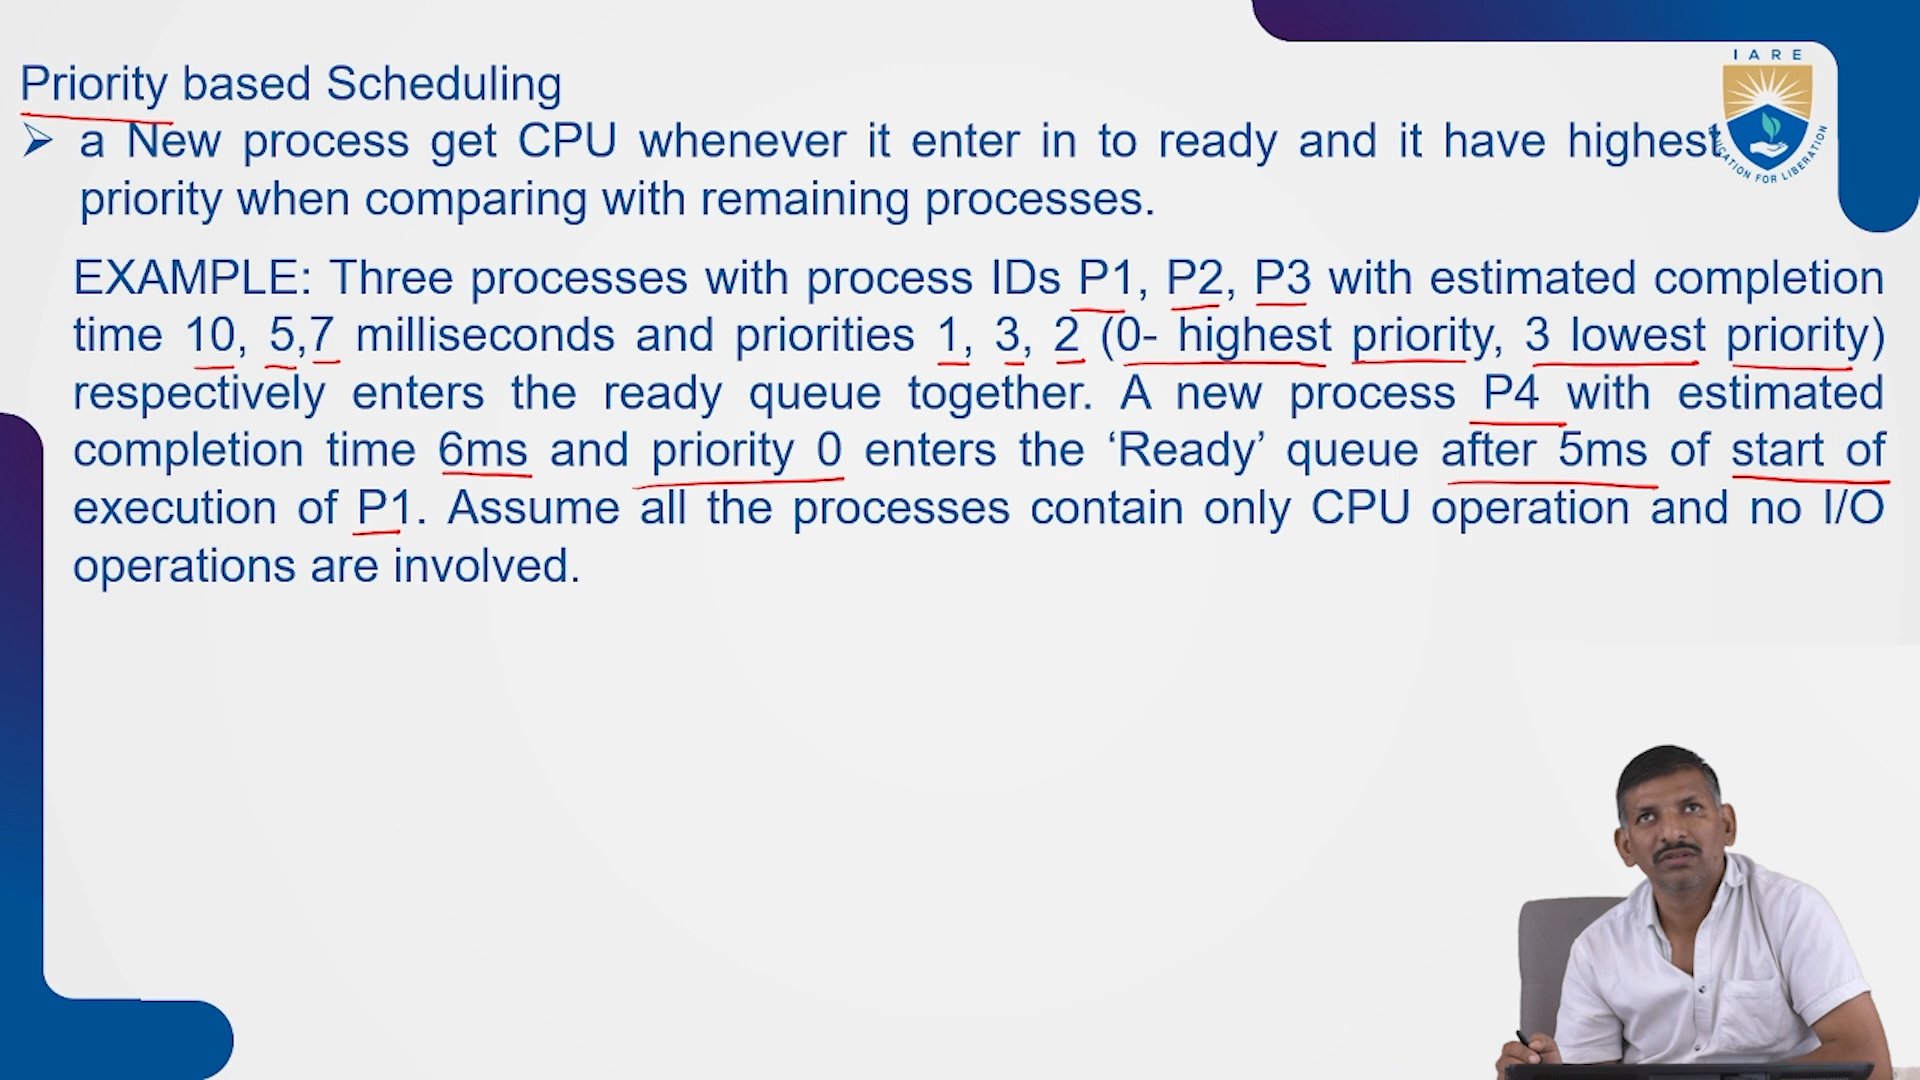 IARE
Priority based Scheduling
➢ a New process get CPU whenever it enter in to ready and it have highest
priority when comparing with remaining processes.
EXAMPLE: Three processes with process IDs P1, P2, P3 with estimated completion
time 10, 5,7 milliseconds and priorities 1, 3, 2 (0- highest priority, 3 lowest priority)
respectively enters the ready queue together. A new process P4 with estimated
completion time 6ms and priority 0 enters the ‘Ready’ queue after 5ms of start of
execution of P1. Assume all the processes contain only CPU operation and no I/O
operations are involved.
FOR LIBERATION